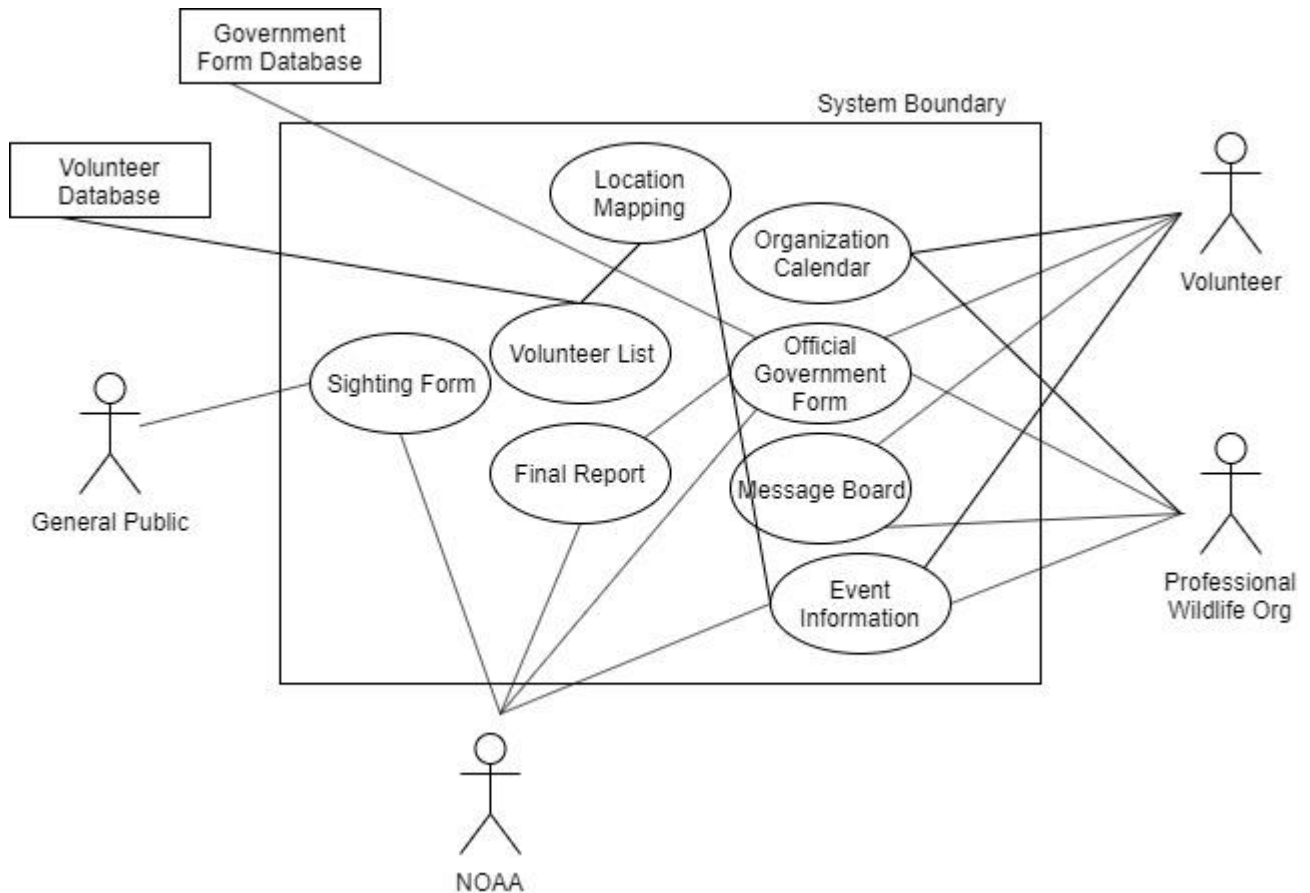 Government
Form Database
System Boundary
Volunteer
Database
Location
Mapping
Organization
Calendar
Volunteer
Volunteer List
Official
Government
Form
Sighting Form
Final Report
Message Board
General Public
Event
Information
Professional
Wildlife Org
NOAA